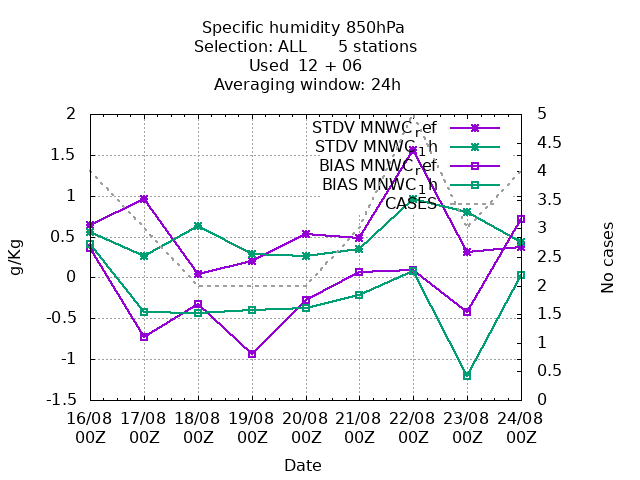 Specific humidity 850hPa
Selection: ALL      5 stations
Used  12 + 06
Averaging window: 24h
STDV MNWC_ref
STDV MNWC_1h
BIAS MNWC_ref
BIAS MNWC_1h
CASES
2
1.5
1
0.5
0
-0.5
-1
-1.5
g/Kg
5
4.5
4
3.5
3
2.5
2
1.5
1
0.5
0
No cases
16/08 17/08 18/08 19/08 20/08 21/08 22/08 23/08 24/08
00Z 00Z 00Z 00Z 00Z 00Z 00Z 00Z 00Z
Date